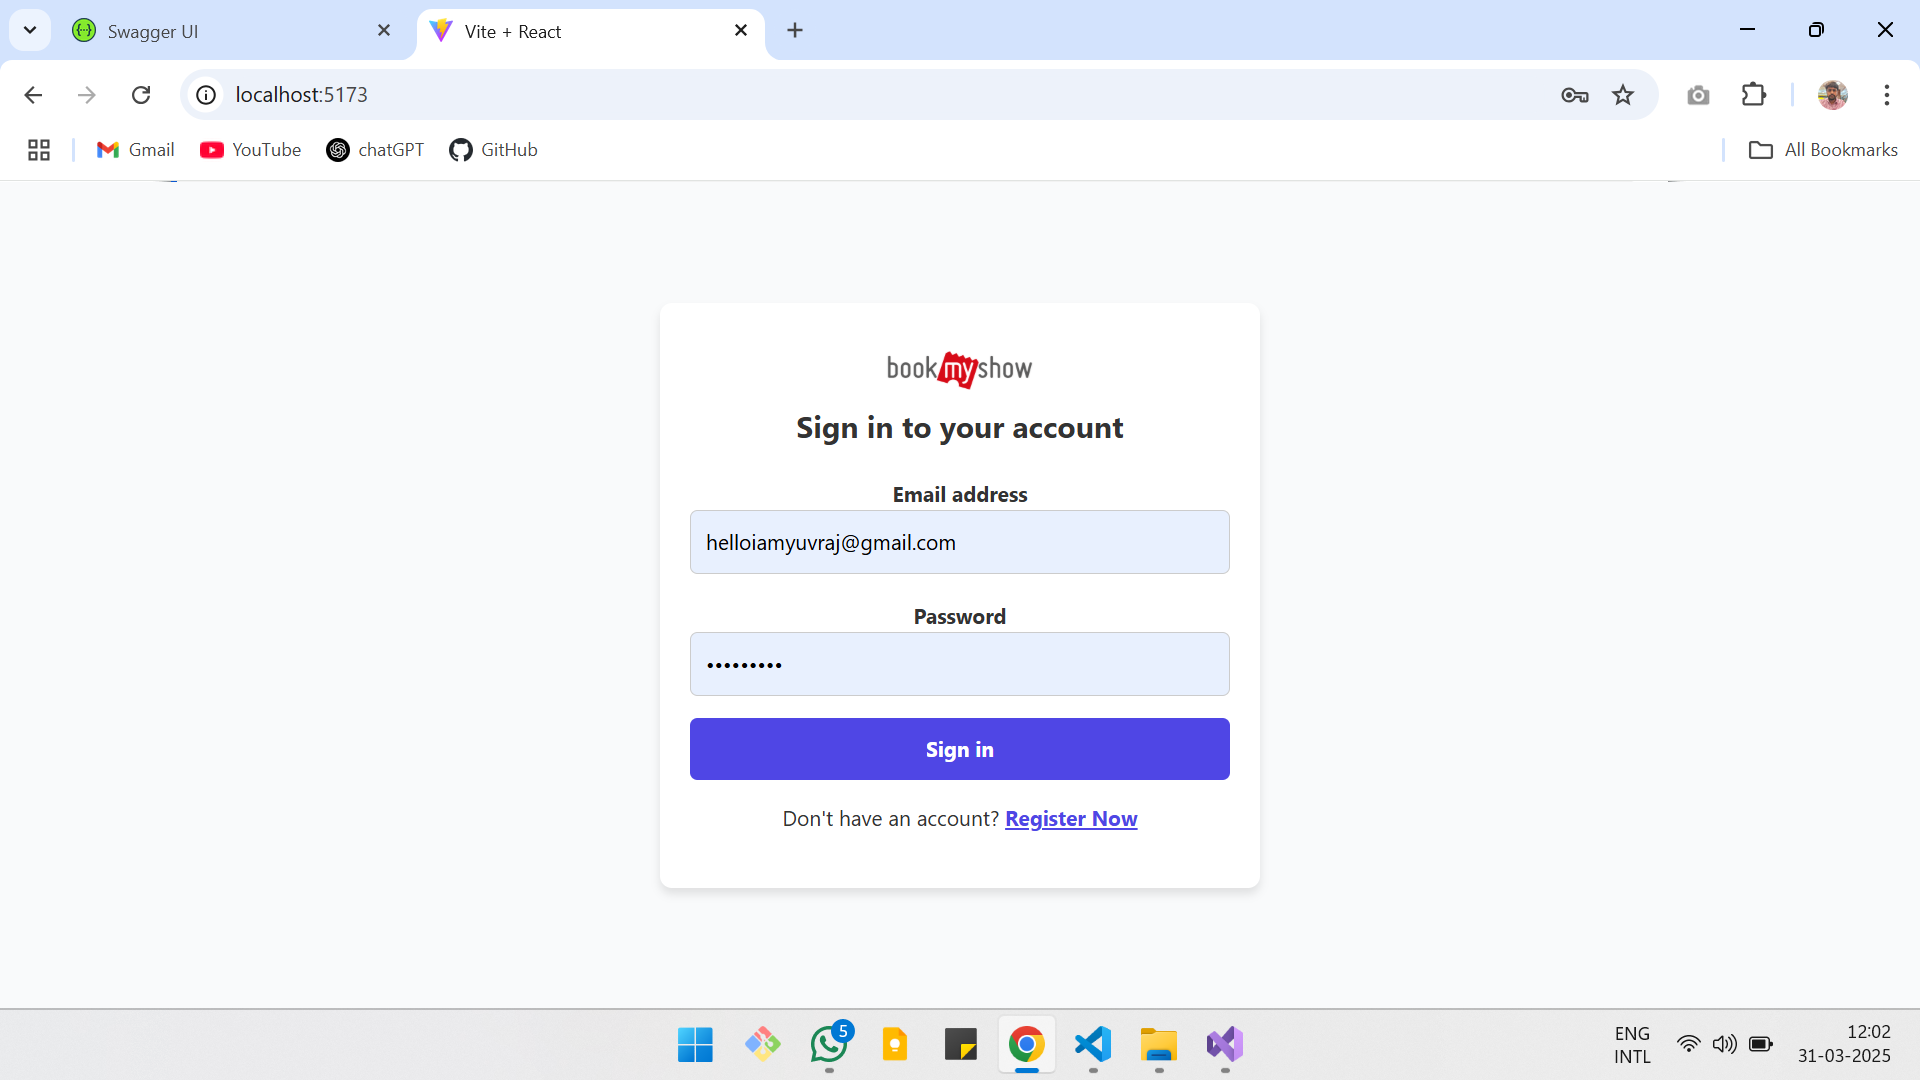 Swagger UI
Vite + React
localhost:5173
Gmail
YouTube
chatGPT
GitHub
All Bookmarks
bookmyshow
Sign in to your account
Email address
helloiamyuvraj@gmail.com
Password
•••••••••
Sign in
Don't have an account? Register Now
5
ENG
INTL
12:02
31-03-2025